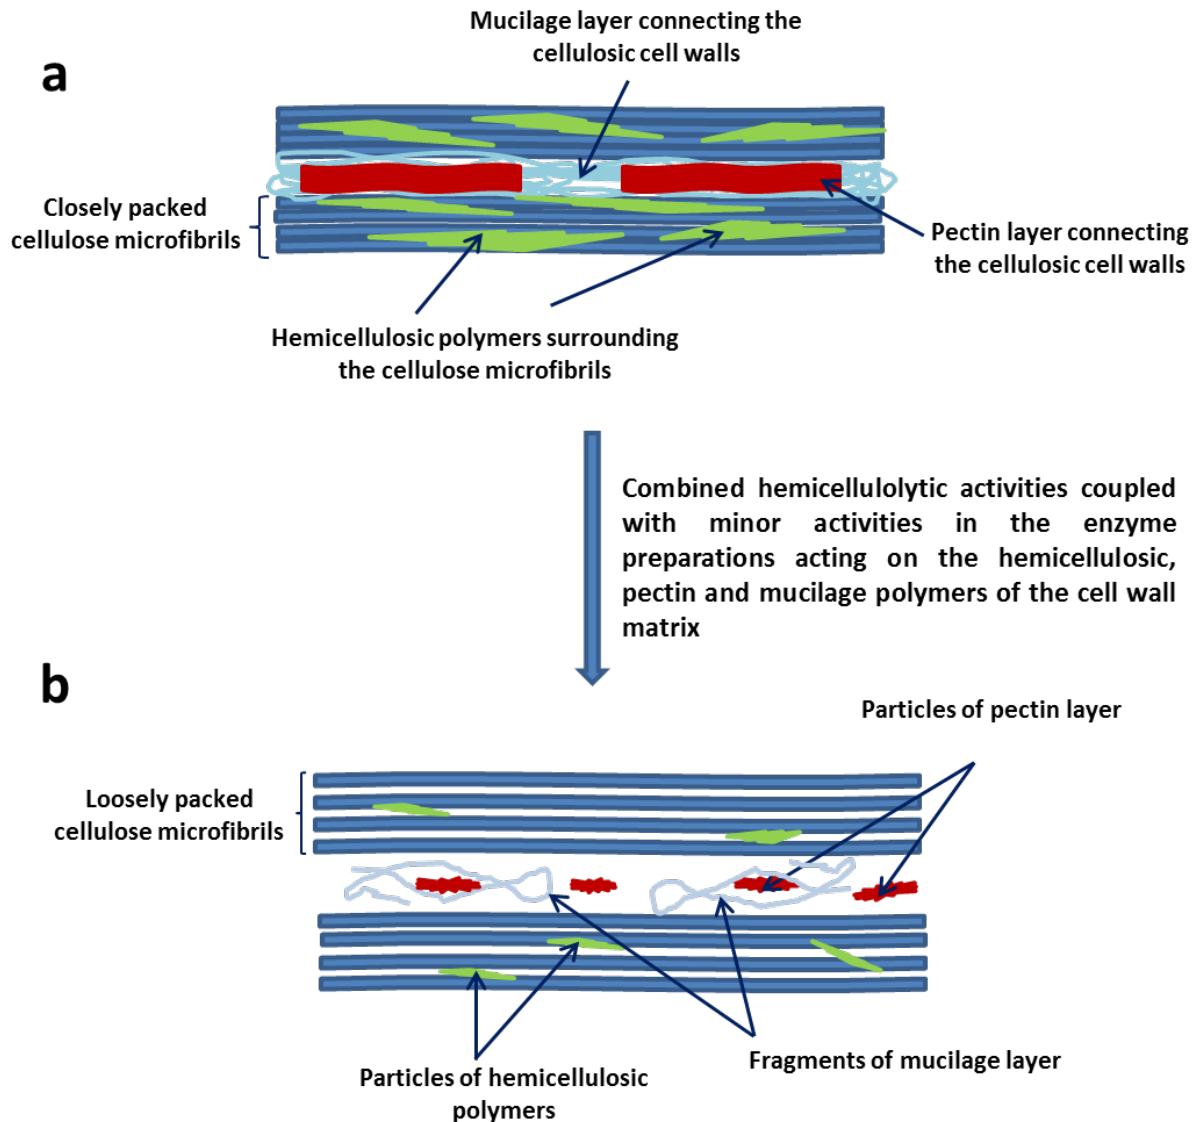 Mucilage layer connecting the
cellulosic cell walls
a
Closely packed
cellulose microfibrils
Pectin layer connecting
the cellulosic cell walls
Hemicellulosic polymers surrounding
the cellulose microfibrils
Combined hemicellulolytic activities coupled
with minor activities in the enzyme
preparations acting on the hemicellulosic,
pectin and mucilage polymers of the cell wall
matrix
b
Particles of pectin layer
Loosely packed
cellulose microfibrils
Fragments of mucilage layer
Particles of hemicellulosic
polymers